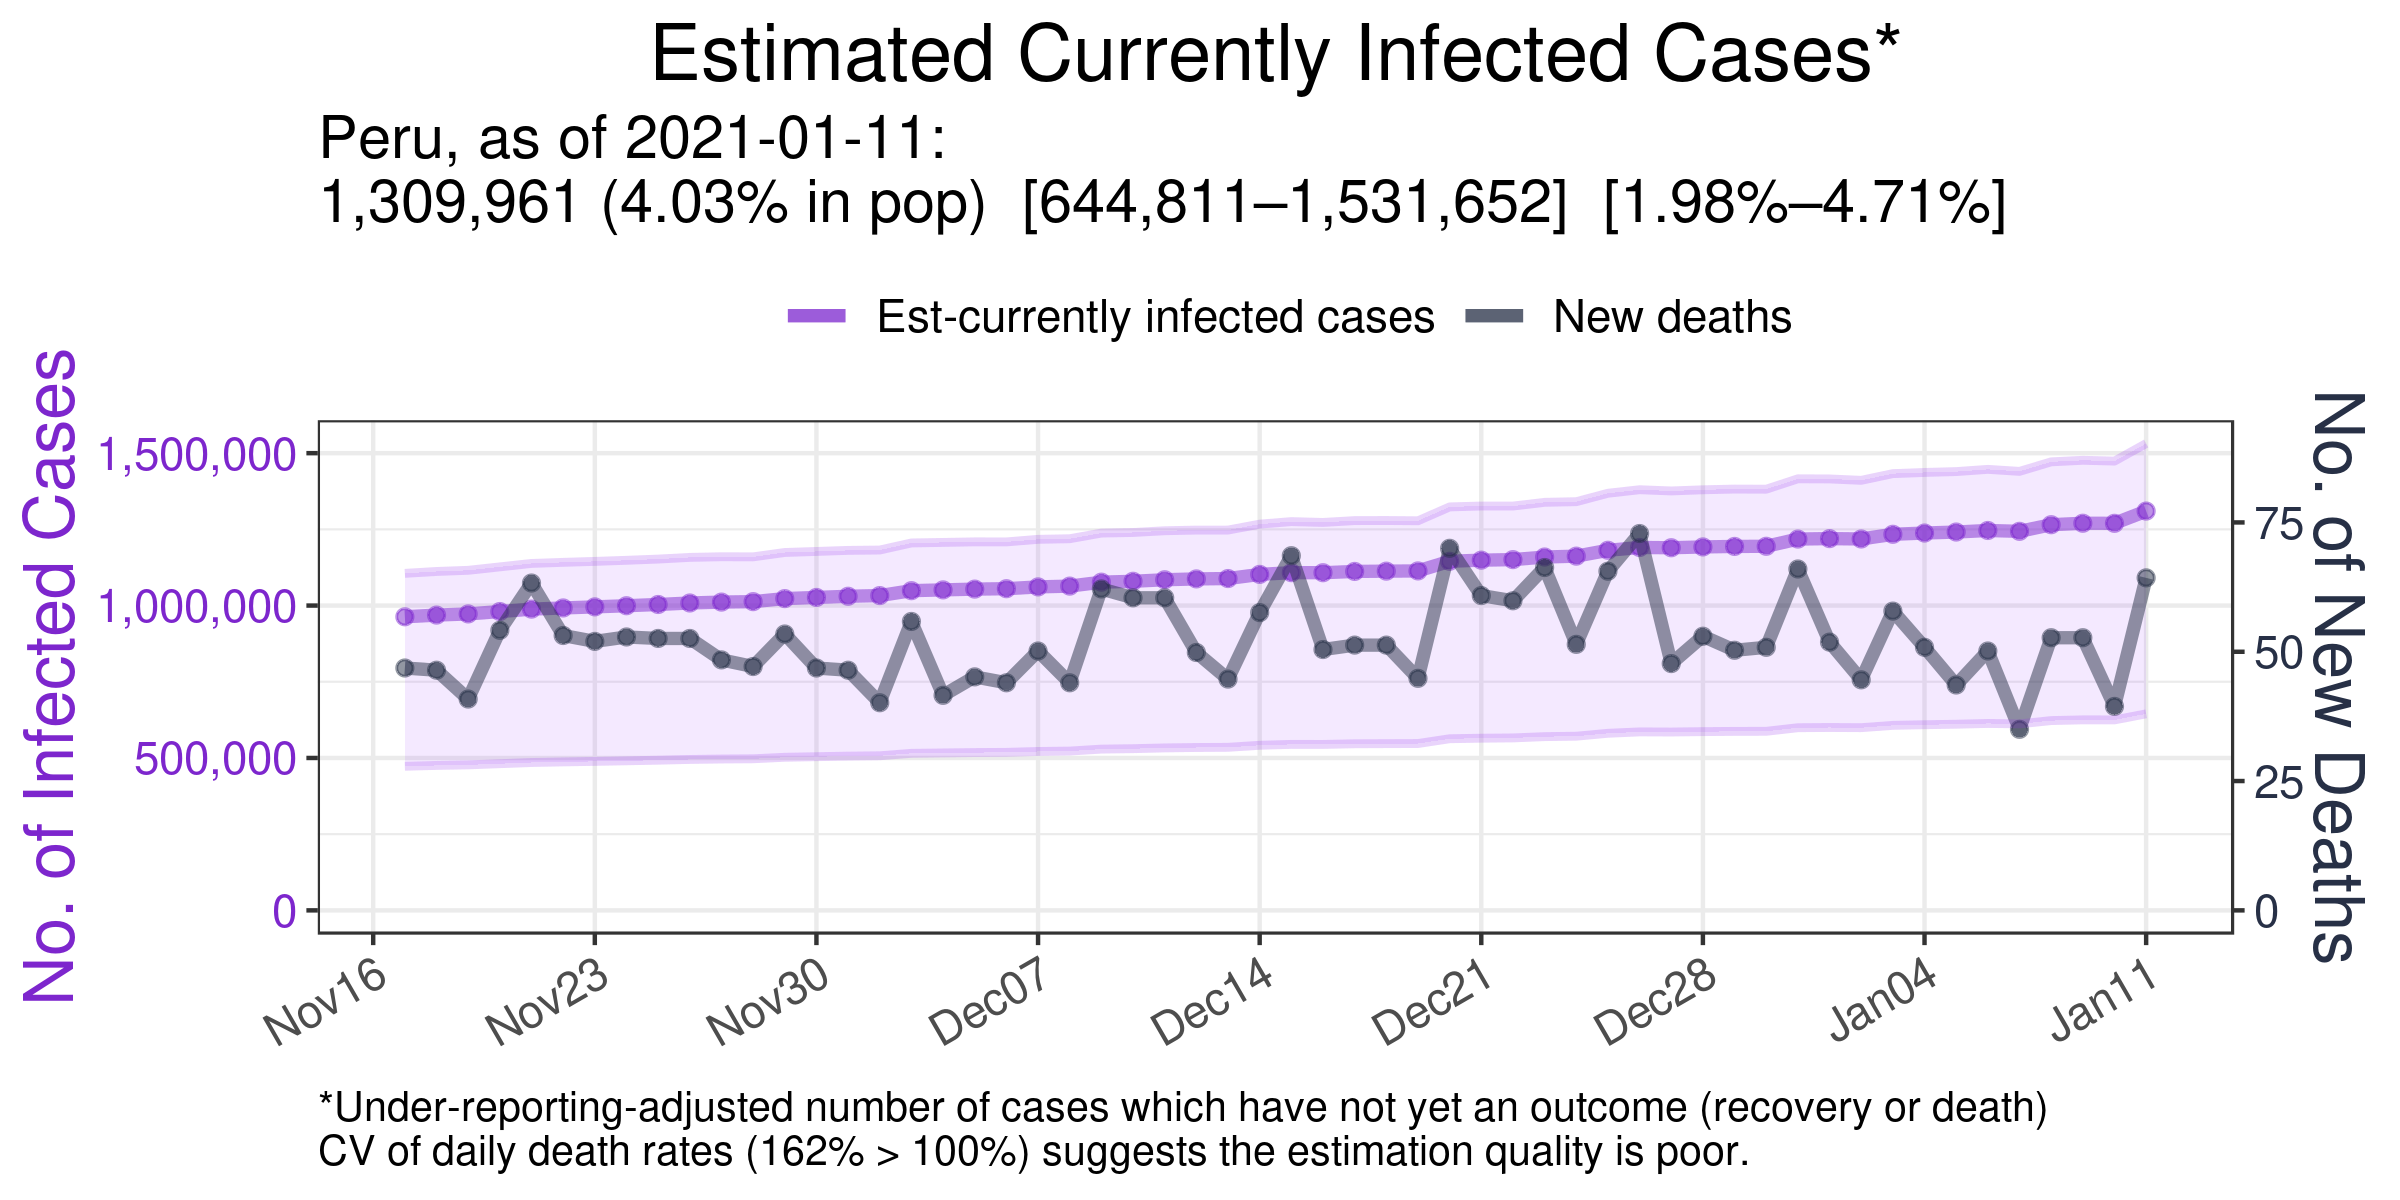 Estimated Currently Infected Cases*
Peru, as of 2021-01-11:
1,309,961 (4.03% in pop)  [644,811–1,531,652]  [1.98%–4.71%]
Est-currently infected cases
New deaths
No. of Infected Cases
1,500,000
1,000,000
500,000
0
No. of New Deaths
75
50
25
0
Nov16
Nov23
Nov30
Dec07
Dec14
Dec21
Dec28
Jan04
Jan11
*Under-reporting-adjusted number of cases which have not yet an outcome (recovery or death)
CV of daily death rates (162% > 100%) suggests the estimation quality is poor.